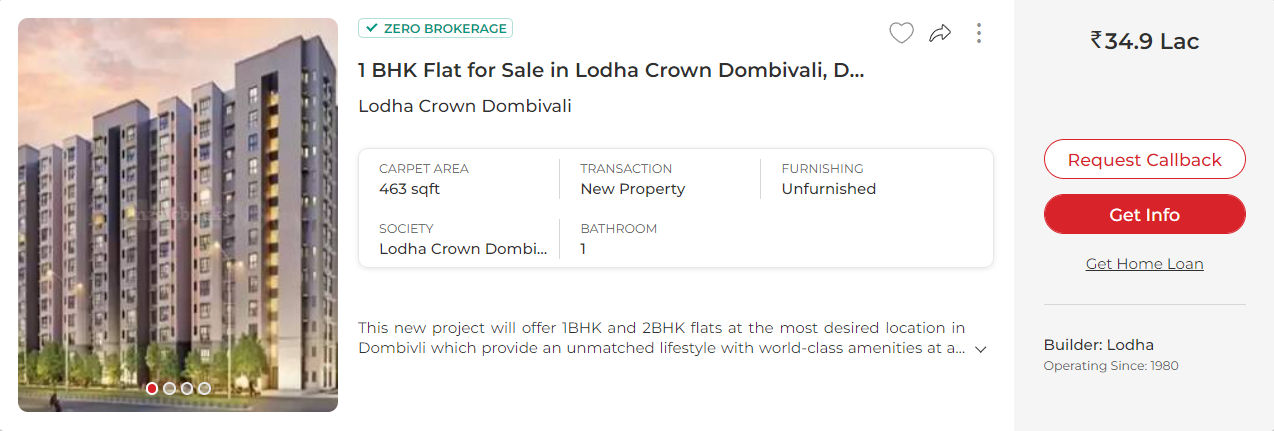 ZERO BROKERAGE
1 BHK Flat for Sale in Lodha Crown Dombivali, D...
Lodha Crown Dombivali
CARPET AREA
463 sqft
TRANSACTION
New Property
FURNISHING
Unfurnished
SOCIETY
Lodha Crown Dombi...
BATHROOM
1
This new project will offer 1BHK and 2BHK flats at the most desired location in
Dombivli which provide an unmatched lifestyle with world-class amenities at a...
₹34.9 Lac
Request Callback
Get Info
Get Home Loan
Builder: Lodha
Operating Since: 1980